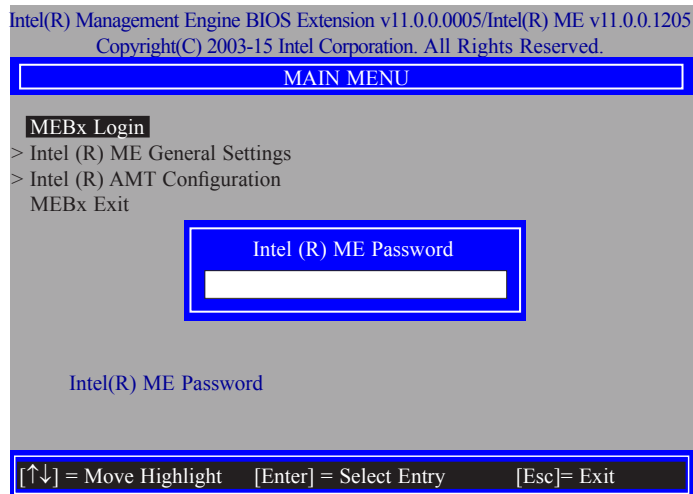 Intel(R) Management Engine BIOS Extension v11.0.0.0005/Intel(R) ME v11.0.0.1205
Copyright(C) 2003-15 Intel Corporation. All Rights Reserved.
MAIN MENU
MEBx Login
> Intel (R) ME General Settings
> Intel (R) AMT Configuration
MEBx Exit
Intel (R) ME Password
Intel(R) ME Password
[↑↓] = Move Highlight [Enter] = Select Entry [Esc]= Exit